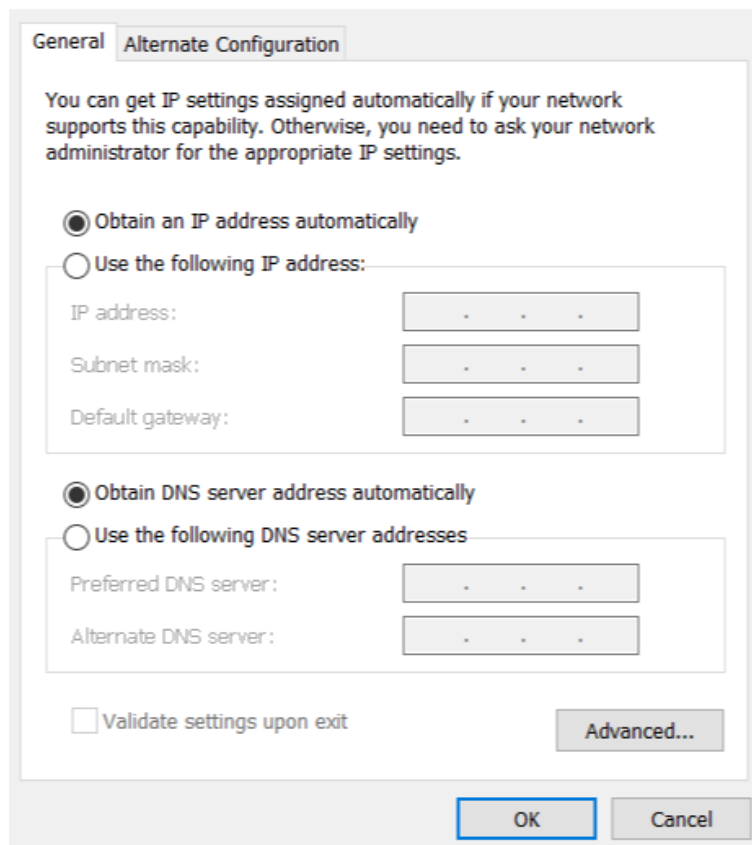 General
Alternate Configuration
You can get IP settings assigned automatically if your network
supports this capability. Otherwise, you need to ask your network
administrator for the appropriate IP settings.
Obtain an IP address automatically
Use the following IP address:
IP address:
Subnet mask:
Default gateway:
Obtain DNS server address automatically
Use the following DNS server addresses
Preferred DNS server:
Alternate DNS server:
Validate settings upon exit
Advanced...
OK
Cancel